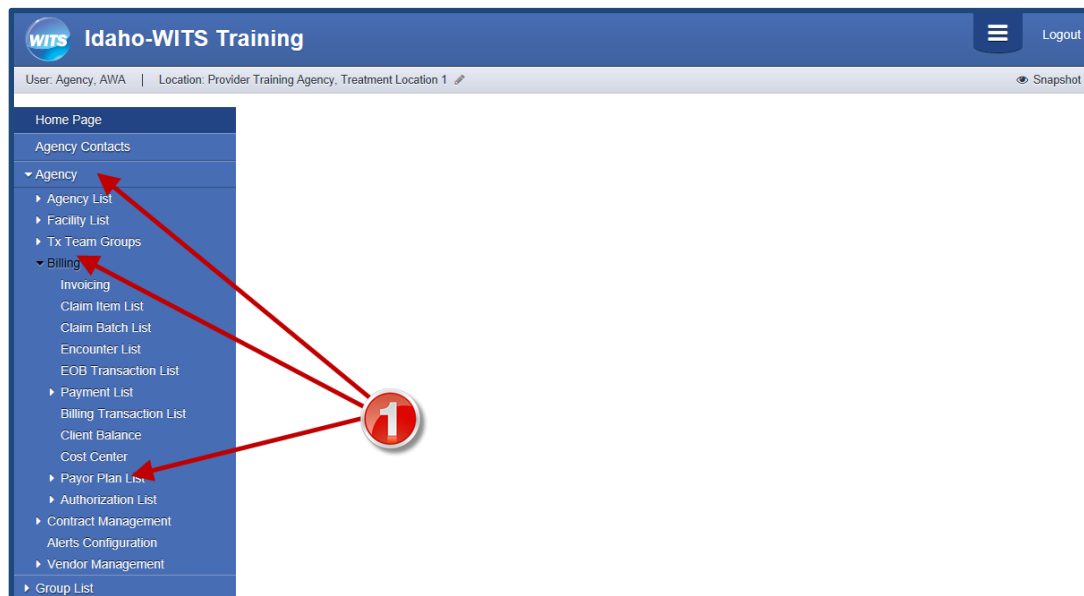 WITS Idaho-WITS Training Logout
User: Agency, AWA | Location: Provider Training Agency, Treatment Location 1 Snapshot
Home Page
Agency Contacts
Agency
Agency List
Facility List
Tx Team Groups
Billing
Invoicing
Claim Item List
Claim Batch List
Encounter List
EOB Transaction List
Payment List
1
Billing Transaction List
Client Balance
Cost Center
Payor Plan List
Authorization List
Contract Management
Alerts Configuration
Vendor Management
Group List